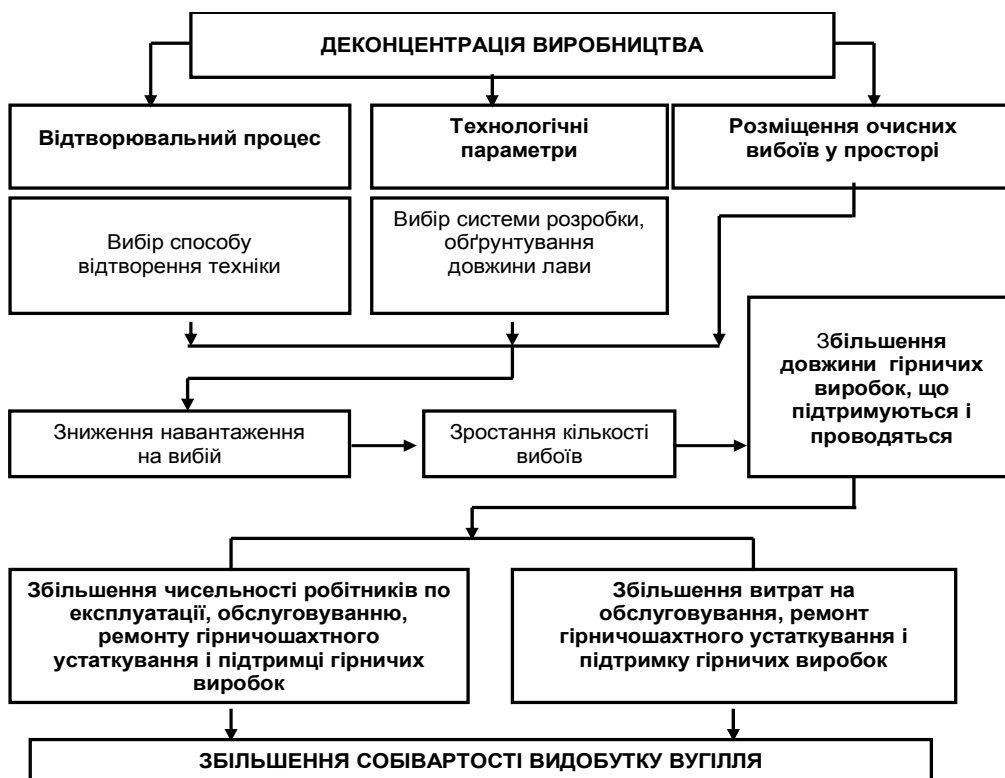 ДЕКОНЦЕНТРАЦІЯ ВИРОБНИЦТВА
Відтворювальний процес
Технологічні
параметри
Розміщення очисних
вибоїв у просторі
Вибір способу
відтворення техніки
Вибір системи розробки,
обґрунтування
довжини лави
Збільшення
довжини гірничих
виробок, що
підтримуються і
проводяться
Зниження навантаження
на вибій
Зростання кількості
вибоїв
Збільшення чисельності робітників по
експлуатації, обслуговуванню,
ремонту гірничошахтного
устаткування і підтримці гірничих
виробок
Збільшення витрат на
обслуговування, ремонт
гірничошахтного устаткування і
підтримку гірничих виробок
ЗБІЛЬШЕННЯ СОБІВАРТОСТІ ВИДОБУТКУ ВУГІЛЛЯ